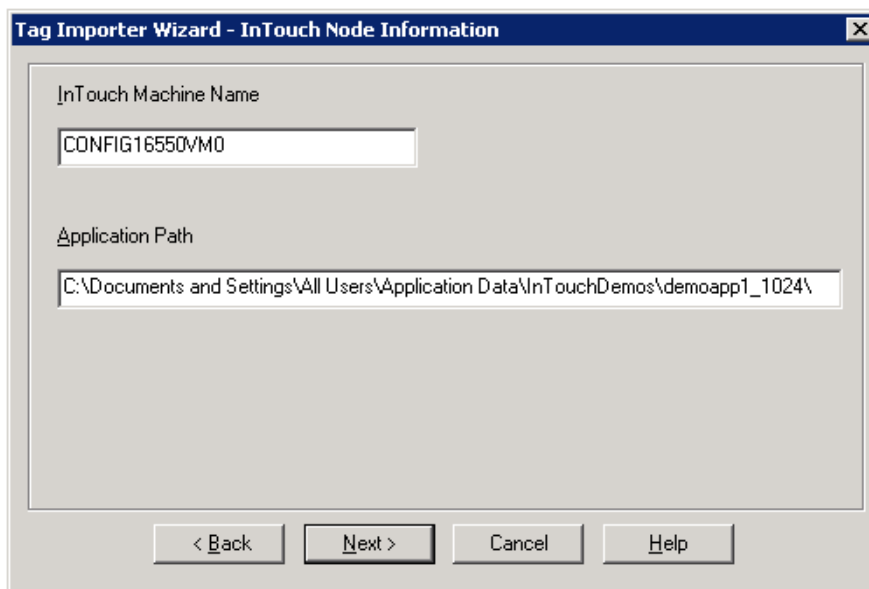 Tag Importer Wizard - InTouch Node Information
InTouch Machine Name
CONFIG16550VM0
Application Path
C:\Documents and Settings\All Users\Application Data\InTouchDemos\demoapp1_1024\
< Back Next > Cancel Help